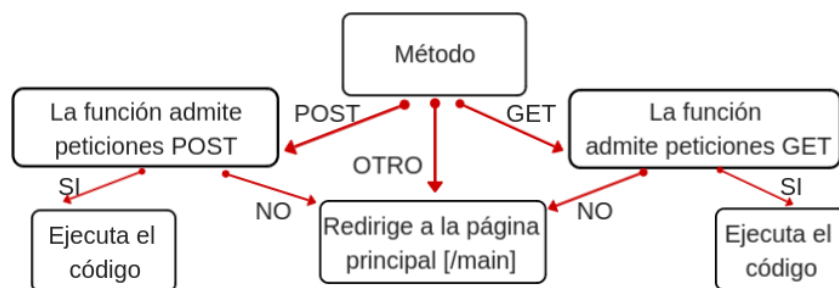 Método
La función admite
peticiones POST
POST
GET
La función
admite peticiones GET
OTRO
SI
NO
NO
SI
Ejecuta el
código
Redirige a la página
principal [/main]
Ejecuta el
código